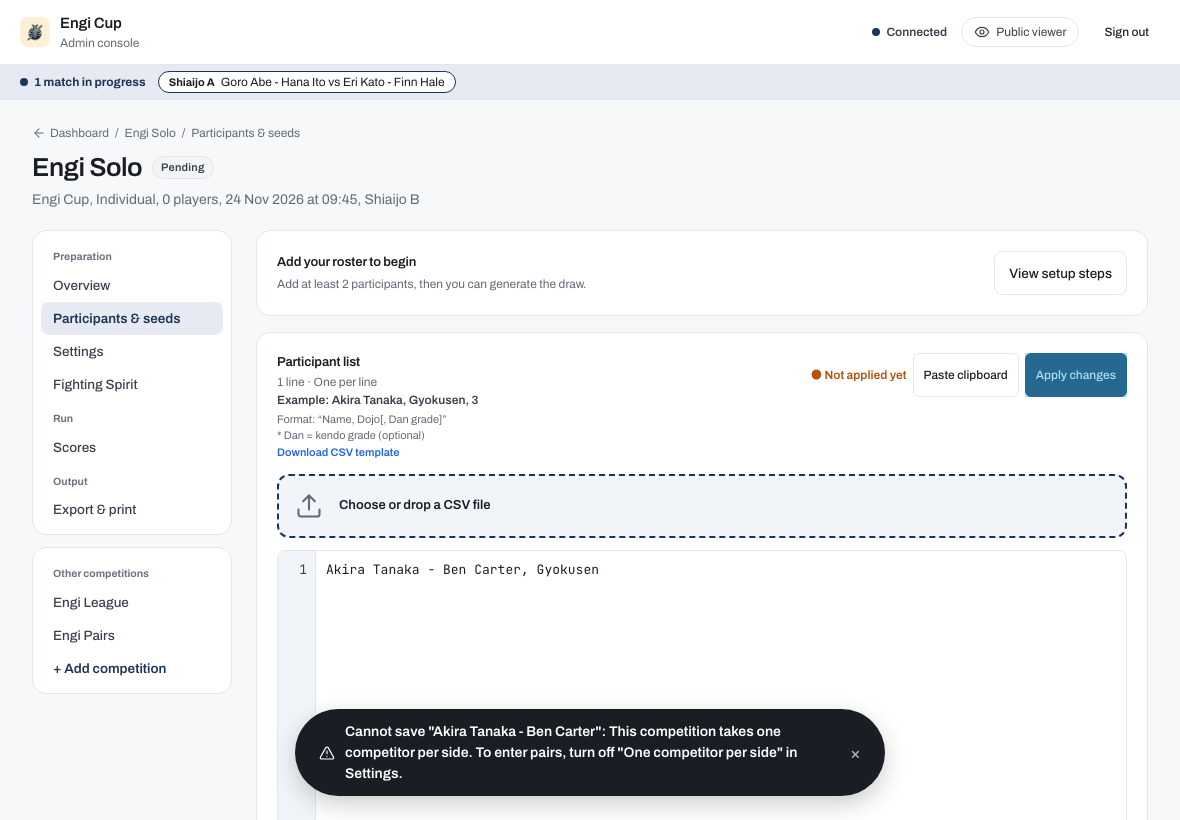 Engi Cup
Admin console
Connected
Public viewer
Sign out
1 match in progress
Shiaijo A Goro Abe - Hana Ito vs Eri Kato - Finn Hale
← Dashboard / Engi Solo / Participants & seeds
Engi Solo
Pending
Engi Cup, Individual, 0 players, 24 Nov 2026 at 09:45, Shiaijo B
Preparation
Overview
Participants & seeds
Settings
Fighting Spirit
Run
Scores
Output
Export & print
Other competitions
Engi League
Engi Pairs
+ Add competition
Add your roster to begin
Add at least 2 participants, then you can generate the draw.
View setup steps
Participant list
1 line · One per line
Example: Akira Tanaka, Gyokusen, 3
Format: “Name, Dojo[, Dan grade]”
* Dan = kendo grade (optional)
Download CSV template
Not applied yet
Paste clipboard
Apply changes
Choose or drop a CSV file
1 Akira Tanaka - Ben Carter, Gyokusen
Cannot save "Akira Tanaka - Ben Carter": This competition takes one
competitor per side. To enter pairs, turn off "One competitor per side" in
Settings.
×